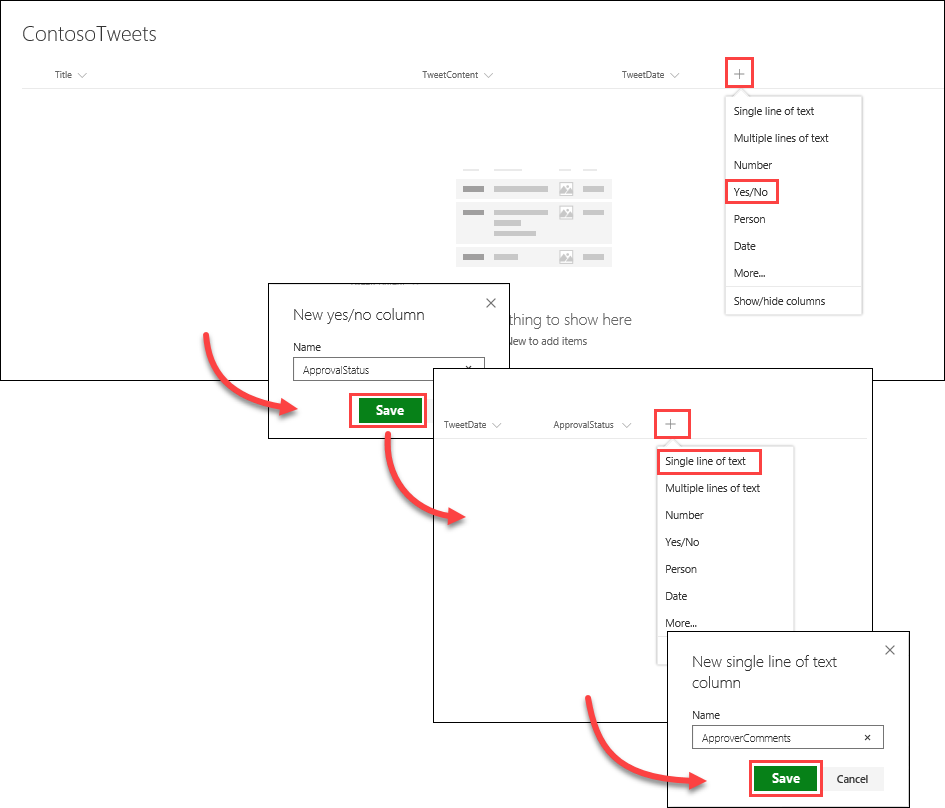 ContosoTweets
Title
TweetContent
TweetDate
Single line of text
Multiple lines of text
Number
Yes/No
Person
Date
More...
Show/hide columns
thing to show here
New to add items
New yes/no column
Name
ApprovalStatus
Save
TweetDate
ApprovalStatus
Single line of text
Multiple lines of text
Number
Yes/No
Person
Date
More...
New single line of text
column
Name
ApproverComments
Save
Cancel